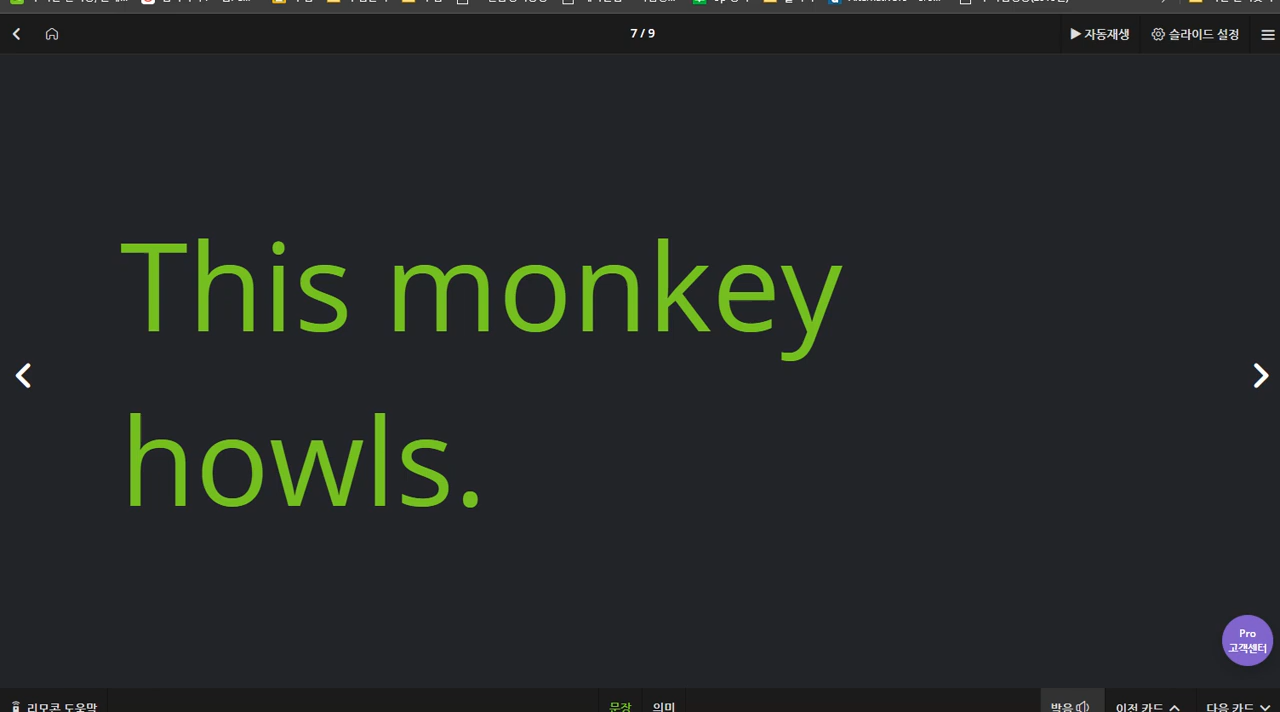 7 / 9
자동재생
슬라이드 설정
This monkey
howls.
Pro
고객센터
리모콘 도움말
문장
의미
발음
이전 카드
다음 카드